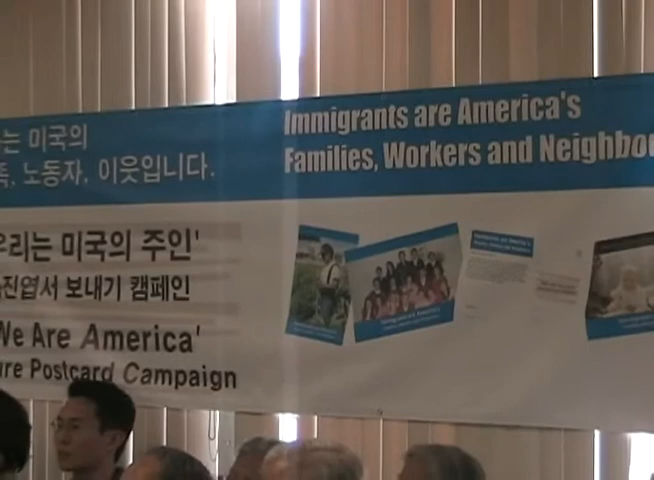 는 미국의
족, 노동자, 이웃입니다.
Immigrants are America's
Families, Workers and Neighbo
우리는 미국의 주인'
진엽서 보내기 캠페인
We Are America'
ure Postcard Campaign